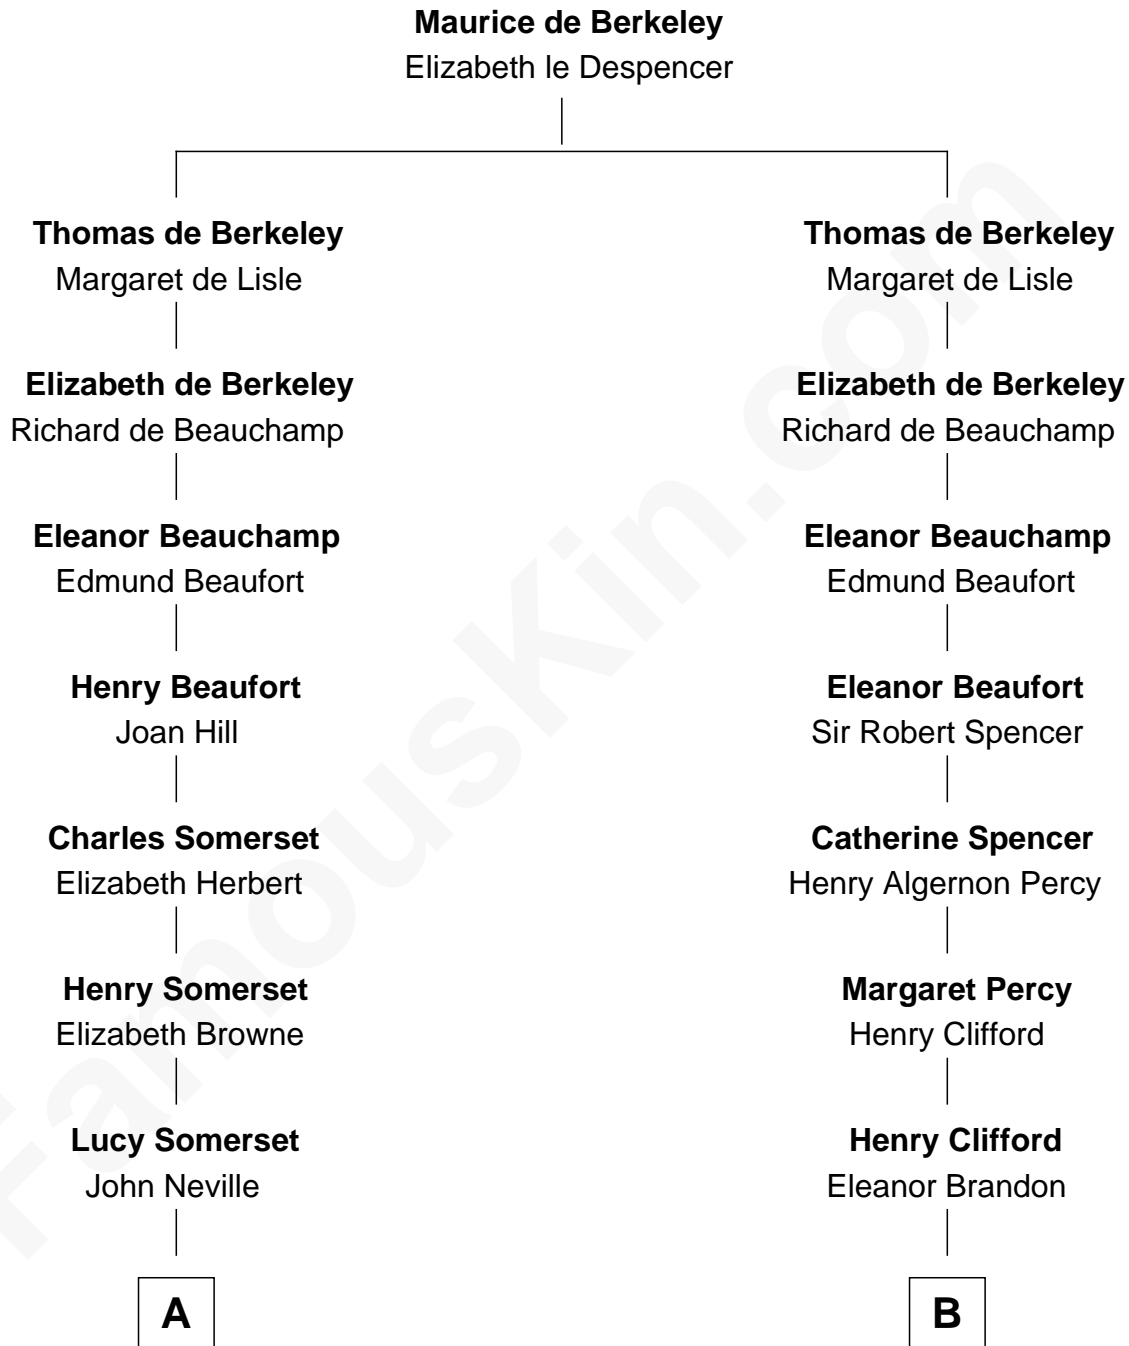 Maurice de Berkeley
Elizabeth le Despencer
Thomas de Berkeley
Margaret de Lisle
Elizabeth de Berkeley
Richard de Beauchamp
Eleanor Beauchamp
Edmund Beaufort
Henry Beaufort
Joan Hill
Charles Somerset
Elizabeth Herbert
Henry Somerset
Elizabeth Browne
Lucy Somerset
John Neville
A
Thomas de Berkeley
Margaret de Lisle
Elizabeth de Berkeley
Richard de Beauchamp
Eleanor Beauchamp
Edmund Beaufort
Eleanor Beaufort
Sir Robert Spencer
Catherine Spencer
Henry Algernon Percy
Margaret Percy
Henry Clifford
Henry Clifford
Eleanor Brandon
B
FamousKin.com